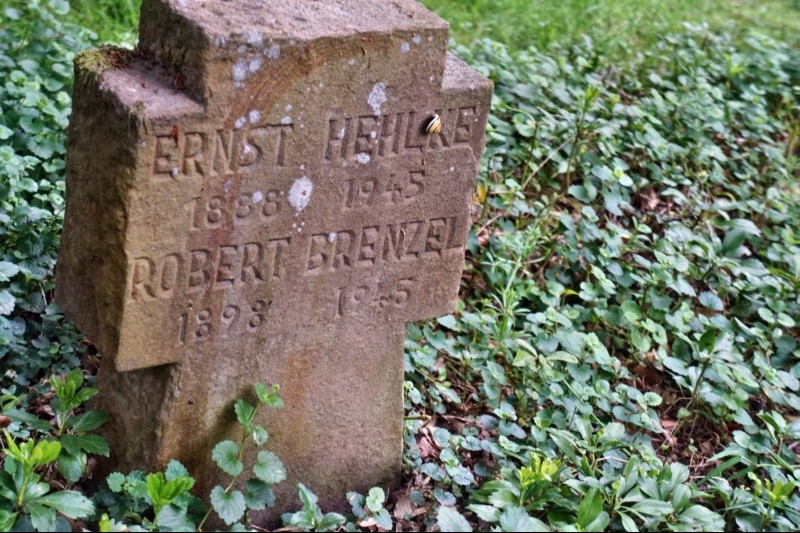 ERNST HEHLKE
1888 1945
ROBERT BRENZEL
1898 1945